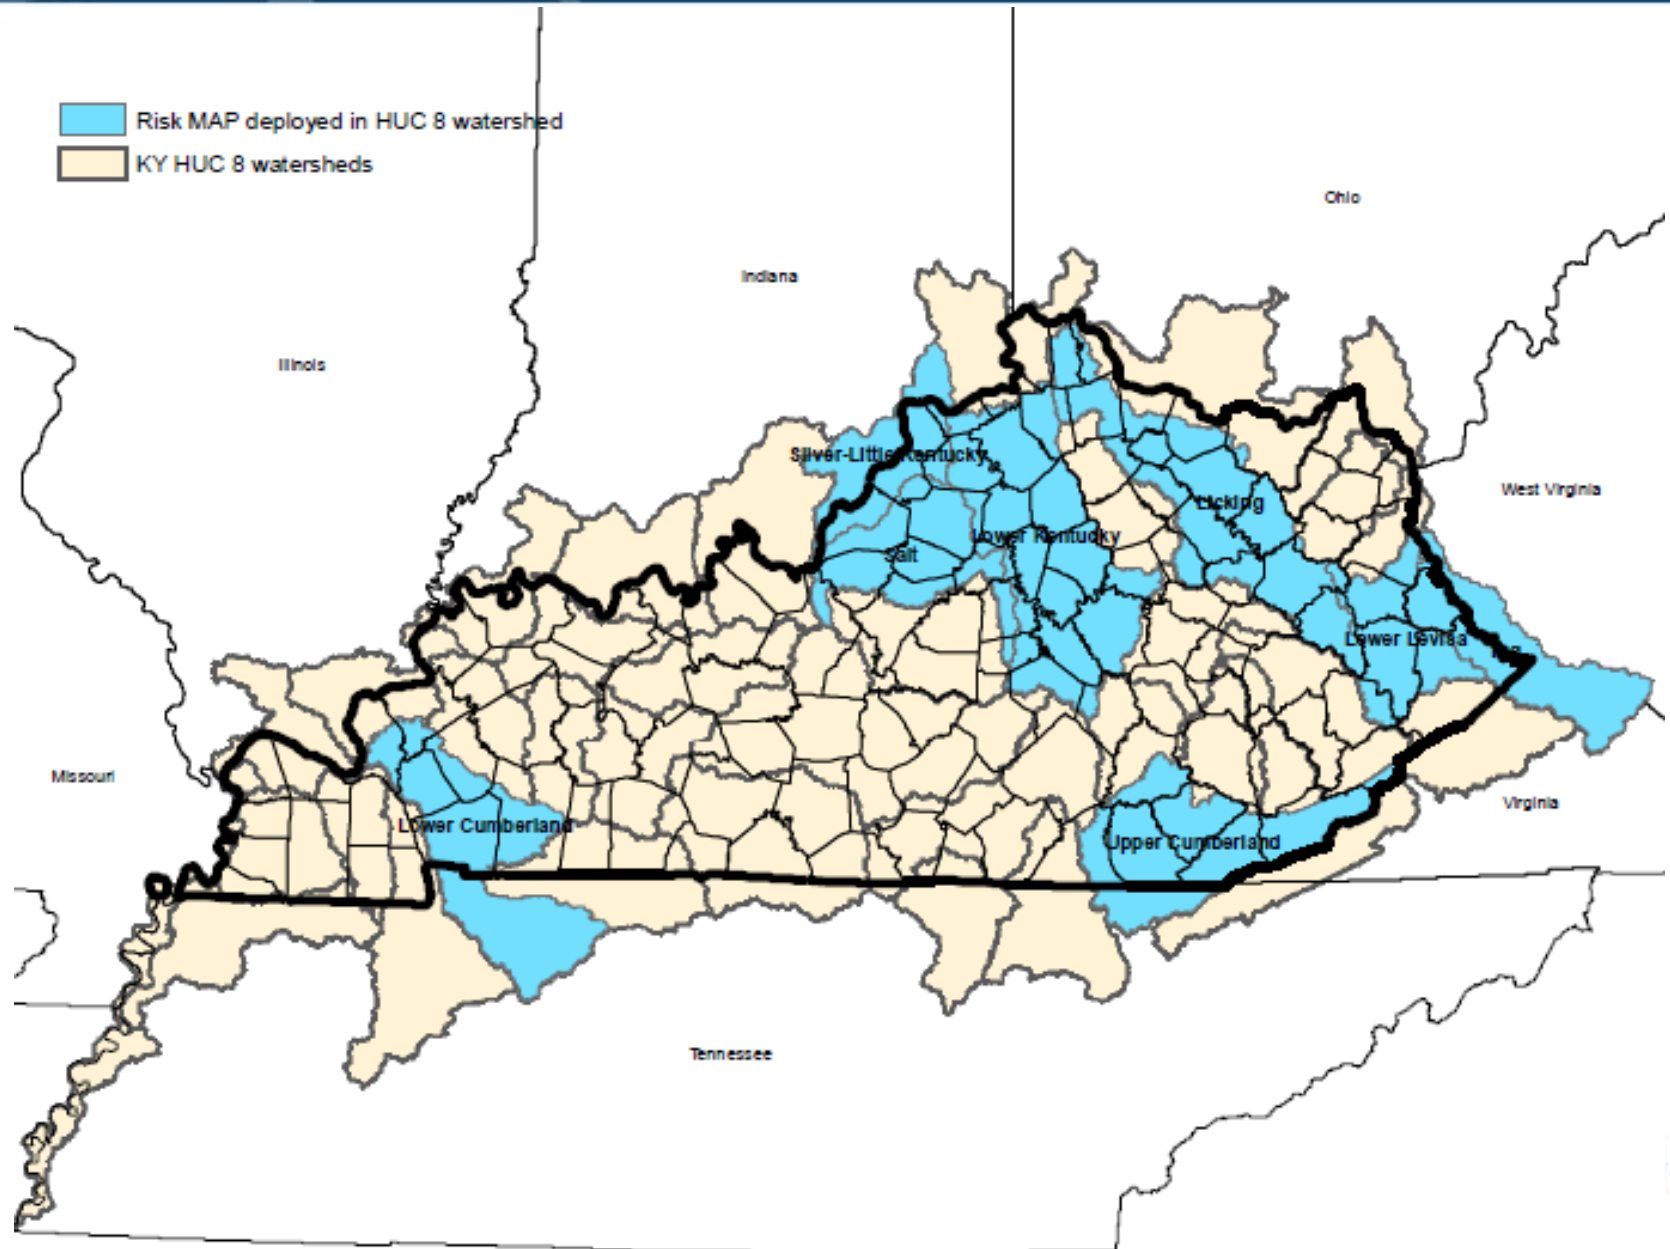 Risk MAP deployed in HUC 8 watershed
KY HUC 8 watersheds
Ohio
Indiana
Illinois
Silver-Little Kentucky
West Virginia
Licking
Lower Kentucky
Salt
Lower Levisa
Missouri
Virginia
Lower Cumberland
Upper Cumberland
Tennessee